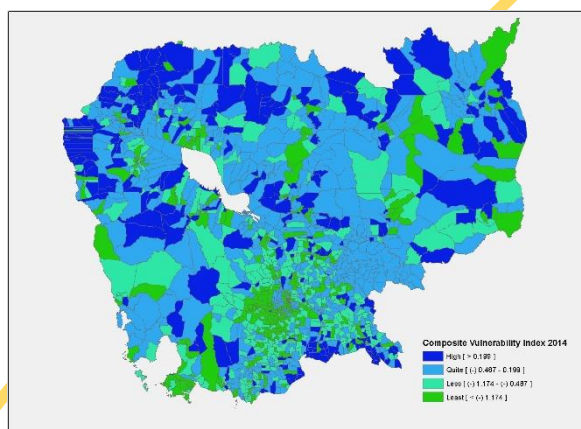 Composite Vulnerability Index 2014
High [ > 0.199 ]
Quite [ (-) 0.487 - 0.199 ]
Less [ (-) 1.174 - (-) 0.487 ]
Least [ < (-) 1.174 ]